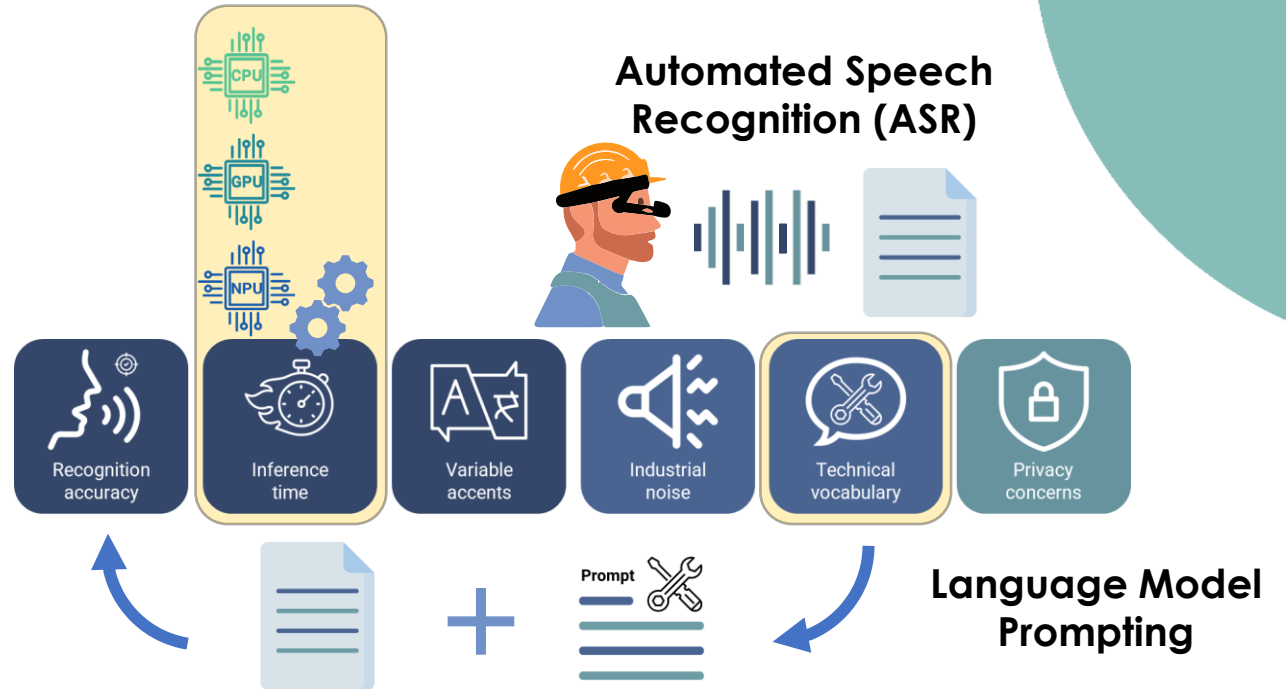 CPU
GPU
NPU
Automated Speech
Recognition (ASR)
Recognition
accuracy
Inference
time
A
Variable
accents
Industrial
noise
Technical
vocabulary
Privacy
concerns
Prompt
Language Model
Prompting